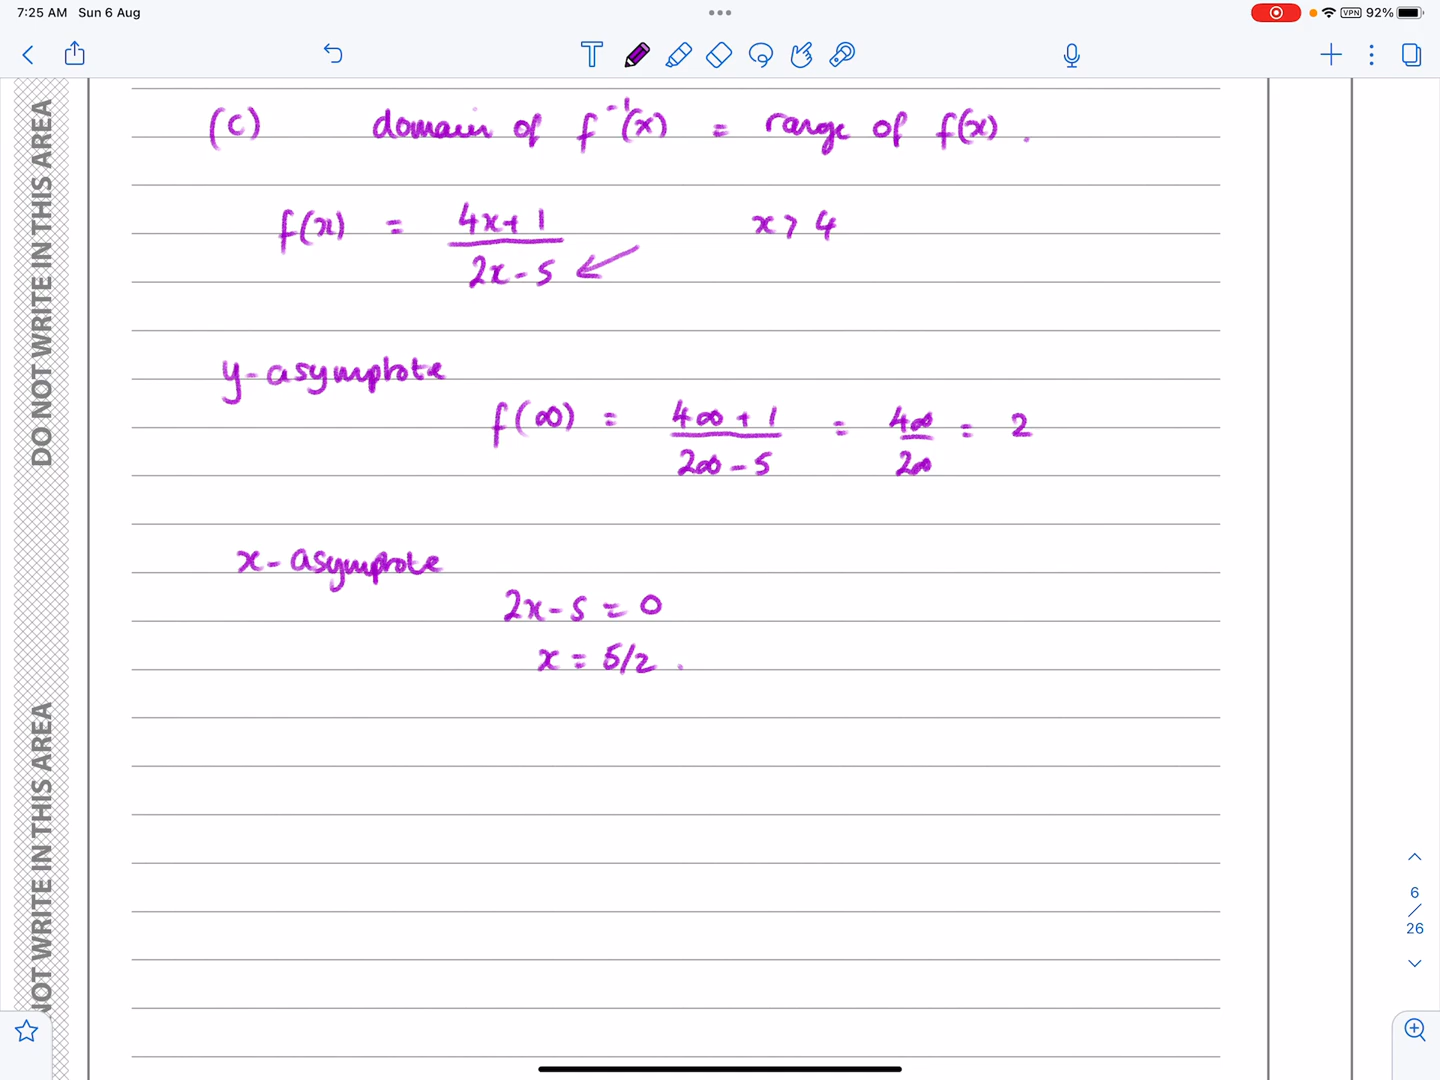 7:25 AM Sun 6 Aug
VPN 92%
DO NOT WRITE IN THIS AREA
(c) domain of f⁻¹(x) = range of f(x).
f(x) = (4x+1)/(2x-5) x > 4
y-asymptote
f(∞) = (4∞+1)/(2∞-5) = 4∞/2∞ = 2
x-asymptote
2x-5 = 0
x = 5/2.
NOT WRITE IN THIS AREA
6
/
26